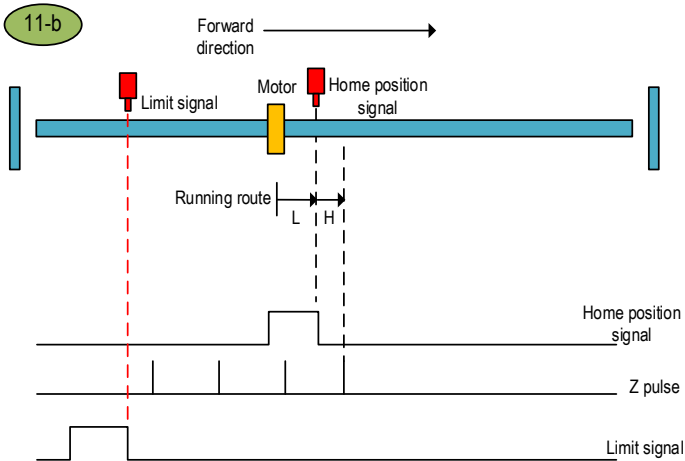 11-b
Forward
direction
Limit signal
Motor
Home position
signal
Running route
L
H
Home position
signal
Z pulse
Limit signal